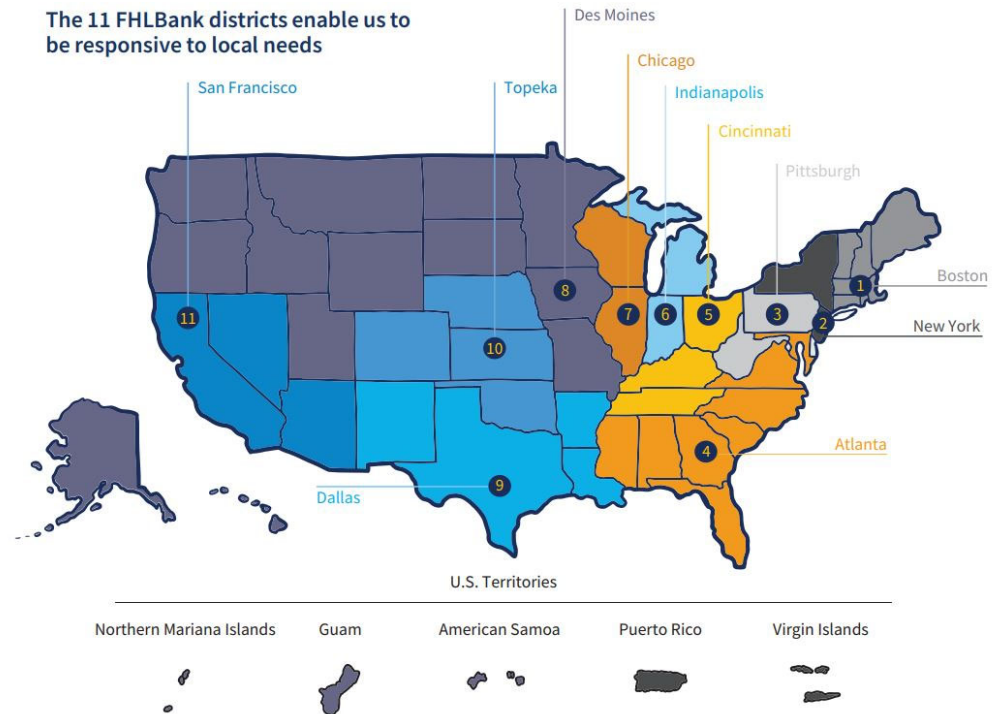 The 11 FHLBank districts enable us to
be responsive to local needs
Des Moines
Chicago
San Francisco
Topeka
Indianapolis
Cincinnati
Pittsburgh
Boston
New York
Atlanta
Dallas
1
2
3
4
5
6
7
8
9
10
11
U.S. Territories
Northern Mariana Islands
Guam
American Samoa
Puerto Rico
Virgin Islands